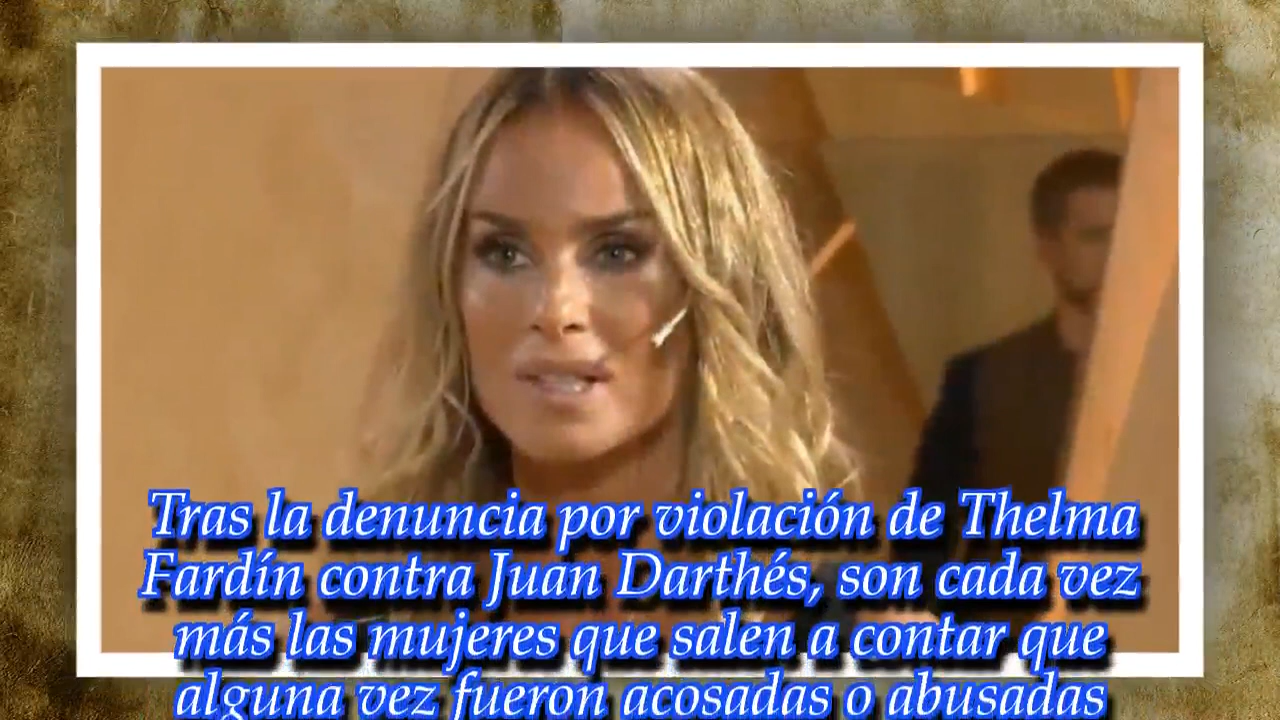 Tras la denuncia por violación de Thelma
Fardín contra Juan Darthés, son cada vez
más las mujeres que salen a contar que
alguna vez fueron acosadas o abusadas